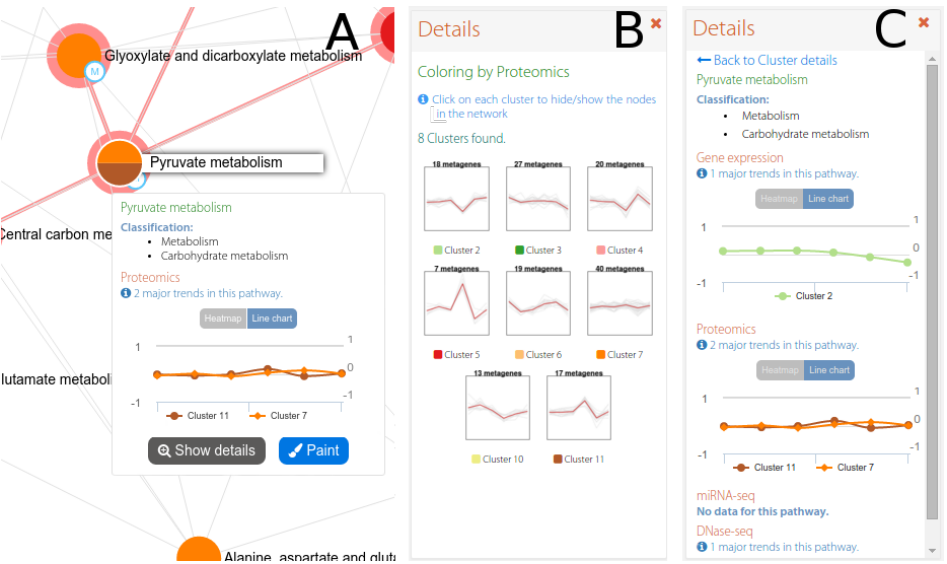 A
Glyoxylate and dicarboxylate metabolism
M
Pyruvate metabolism
Pyruvate metabolism
Central carbon me
Classification:
• Metabolism
• Carbohydrate metabolism
Proteomics
2 major trends in this pathway.
Heatmap Line chart
1 1
0
lutamate metaboli
-1 -1
Cluster 11 Cluster 7
Show details Paint
Alanine, aspartate and glut
Details B
Coloring by Proteomics
Click on each cluster to hide/show the nodes
in the network
8 Clusters found.
18 metagenes 27 metagenes 20 metagenes
Cluster 2 Cluster 3 Cluster 4
7 metagenes 19 metagenes 40 metagenes
Cluster 5 Cluster 6 Cluster 7
13 metagenes 17 metagenes
Cluster 10 Cluster 11
Details C
Back to Cluster details
Pyruvate metabolism
Classification:
• Metabolism
• Carbohydrate metabolism
Gene expression
1 major trends in this pathway.
Heatmap Line chart
1 1
0
-1 -1
Cluster 2
Proteomics
2 major trends in this pathway.
Heatmap Line chart
1 1
0
-1 -1
Cluster 11 Cluster 7
miRNA-seq
No data for this pathway.
DNase-seq
1 major trends in this pathway.